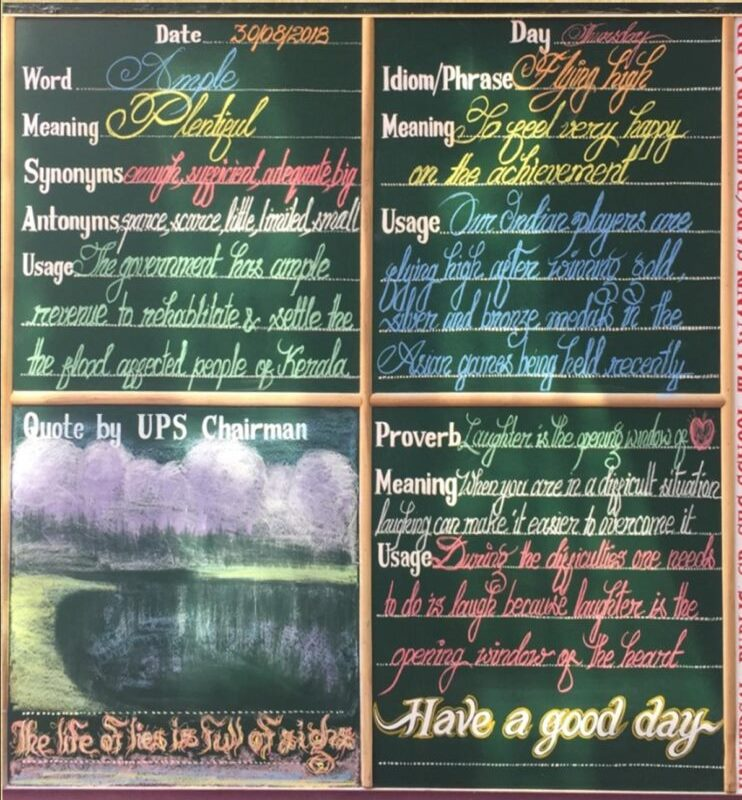 Date 30/08/2018
Word Ample
Meaning Plentiful
Synonyms enough, sufficient, adequate, big
Antonyms sparce, scarce, little, limited, small
Usage The government has ample
revenue to rehablitate & settle the
the flood affected people of Kerala
Day Thursday
Idiom/Phrase Flying high
Meaning To feel very happy
on the achievement
Usage Our Indian players are
flying high after winning gold,
silver and bronze medals in the
Asian games being held recently
Quote by UPS Chairman
The life of lies is full of sighs
Proverb Laughter is the opening window of
Meaning When you are in a difficult situation
laughing can make it easier to overcome it
Usage During the difficulties one needs
to do is laugh because laughter is the
opening window of the heart
Have a good day